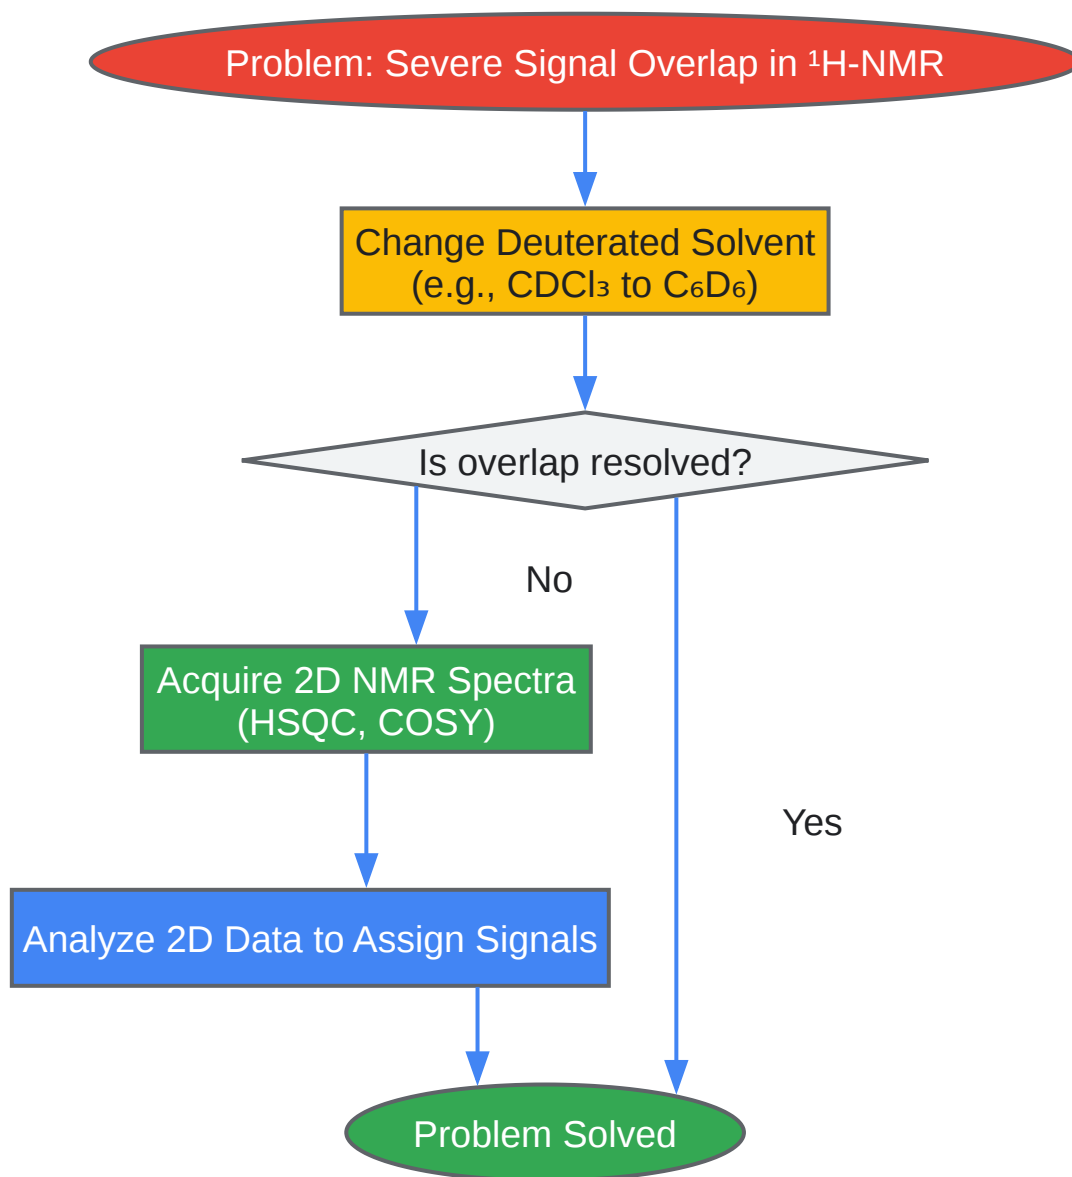 Problem: Severe Signal Overlap in ¹H-NMR
Change Deuterated Solvent
(e.g., CDCl₃ to C₆D₆)
Is overlap resolved?
No
Acquire 2D NMR Spectra
(HSQC, COSY)
Yes
Analyze 2D Data to Assign Signals
Problem Solved